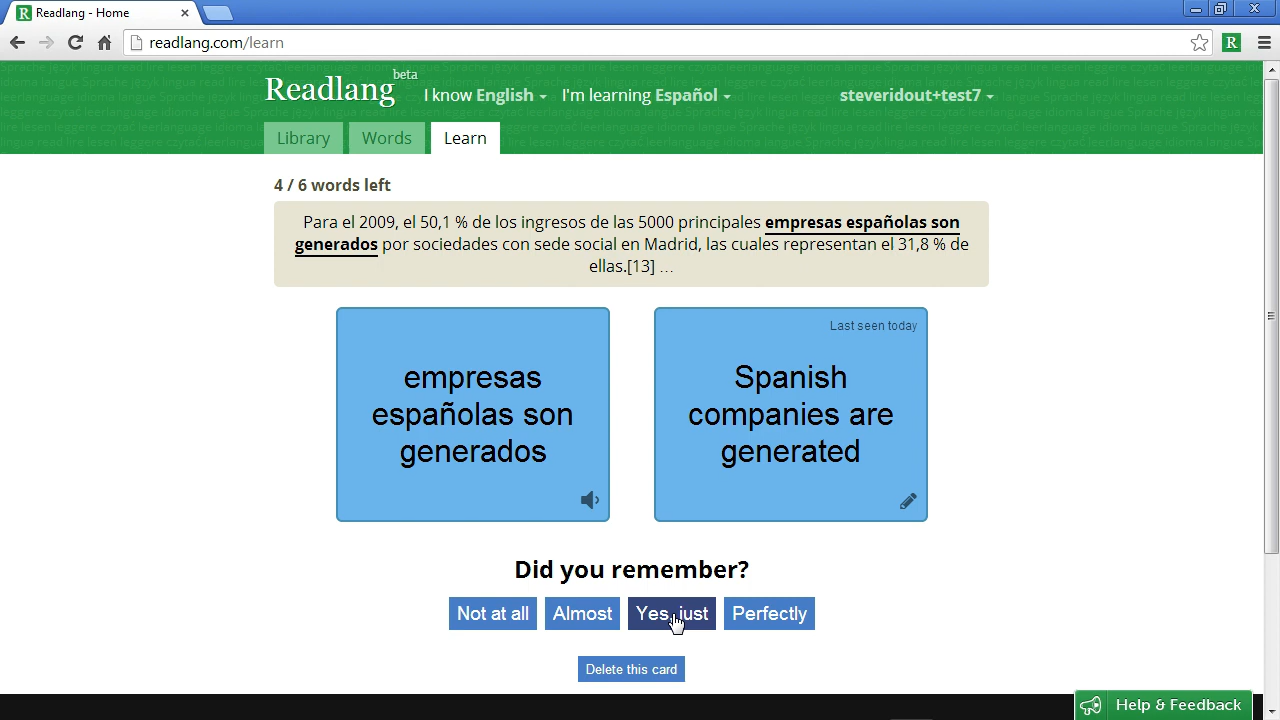 Readlang - Home
readlang.com/learn
Readlang beta
I know English
I'm learning Español
steveridout+test7
Library
Words
Learn
4 / 6 words left
Para el 2009, el 50,1 % de los ingresos de las 5000 principales empresas españolas son
generados por sociedades con sede social en Madrid, las cuales representan el 31,8 % de
ellas.[13] …
empresas
españolas son
generados
Last seen today
Spanish
companies are
generated
Did you remember?
Not at all
Almost
Yes, just
Perfectly
Delete this card
Help & Feedback